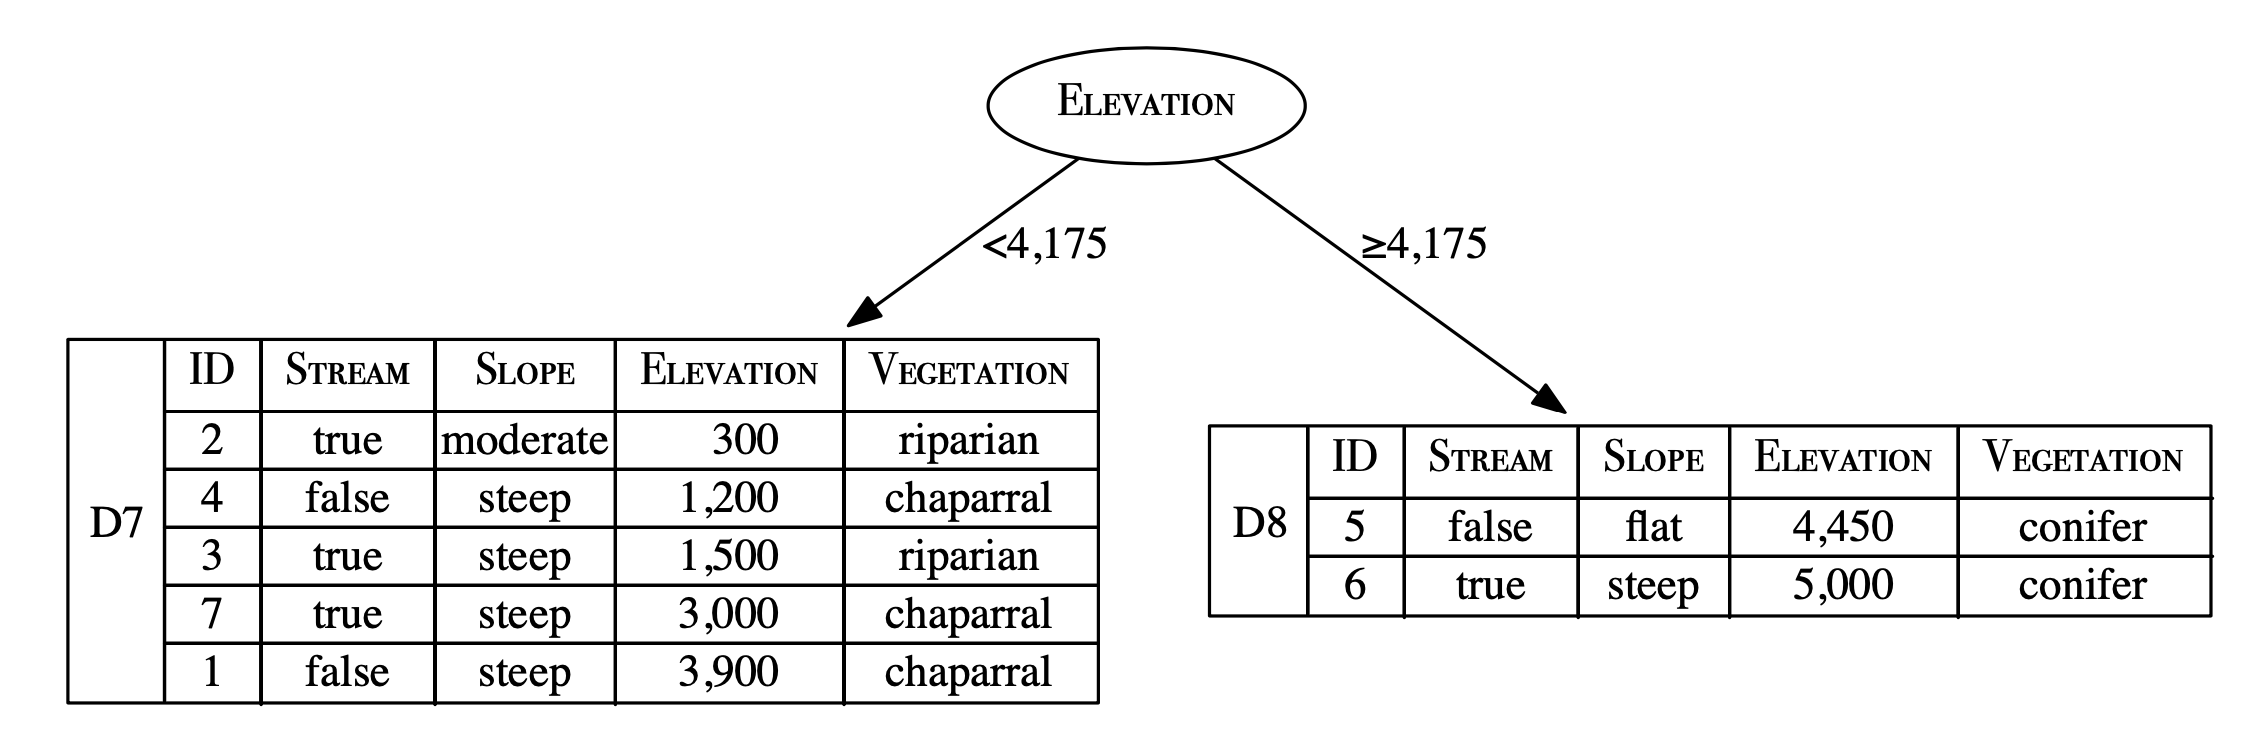 ELEVATION
<4,175
≥4,175
D7
ID STREAM SLOPE ELEVATION VEGETATION
2 true moderate 300 riparian
4 false steep 1,200 chaparral
3 true steep 1,500 riparian
7 true steep 3,000 chaparral
1 false steep 3,900 chaparral
D8
ID STREAM SLOPE ELEVATION VEGETATION
5 false flat 4,450 conifer
6 true steep 5,000 conifer